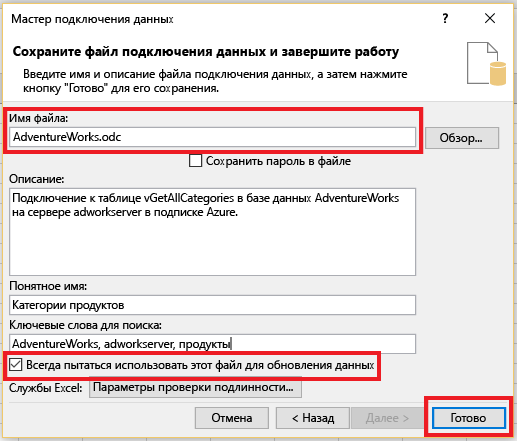 Мастер подключения данных
Сохраните файл подключения данных и завершите работу
Введите имя и описание файла подключения данных, а затем нажмите
кнопку "Готово" для его сохранения.
Имя файла:
AdventureWorks.odc
Обзор...
Сохранить пароль в файле
Описание:
Подключение к таблице vGetAllCategories в базе данных AdventureWorks
на сервере adworkserver в подписке Azure.
Понятное имя:
Категории продуктов
Ключевые слова для поиска:
AdventureWorks, adworkserver, продукты
Всегда пытаться использовать этот файл для обновления данных
Службы Excel:
Параметры проверки подлинности...
Отмена
< Назад
Далее >
Готово